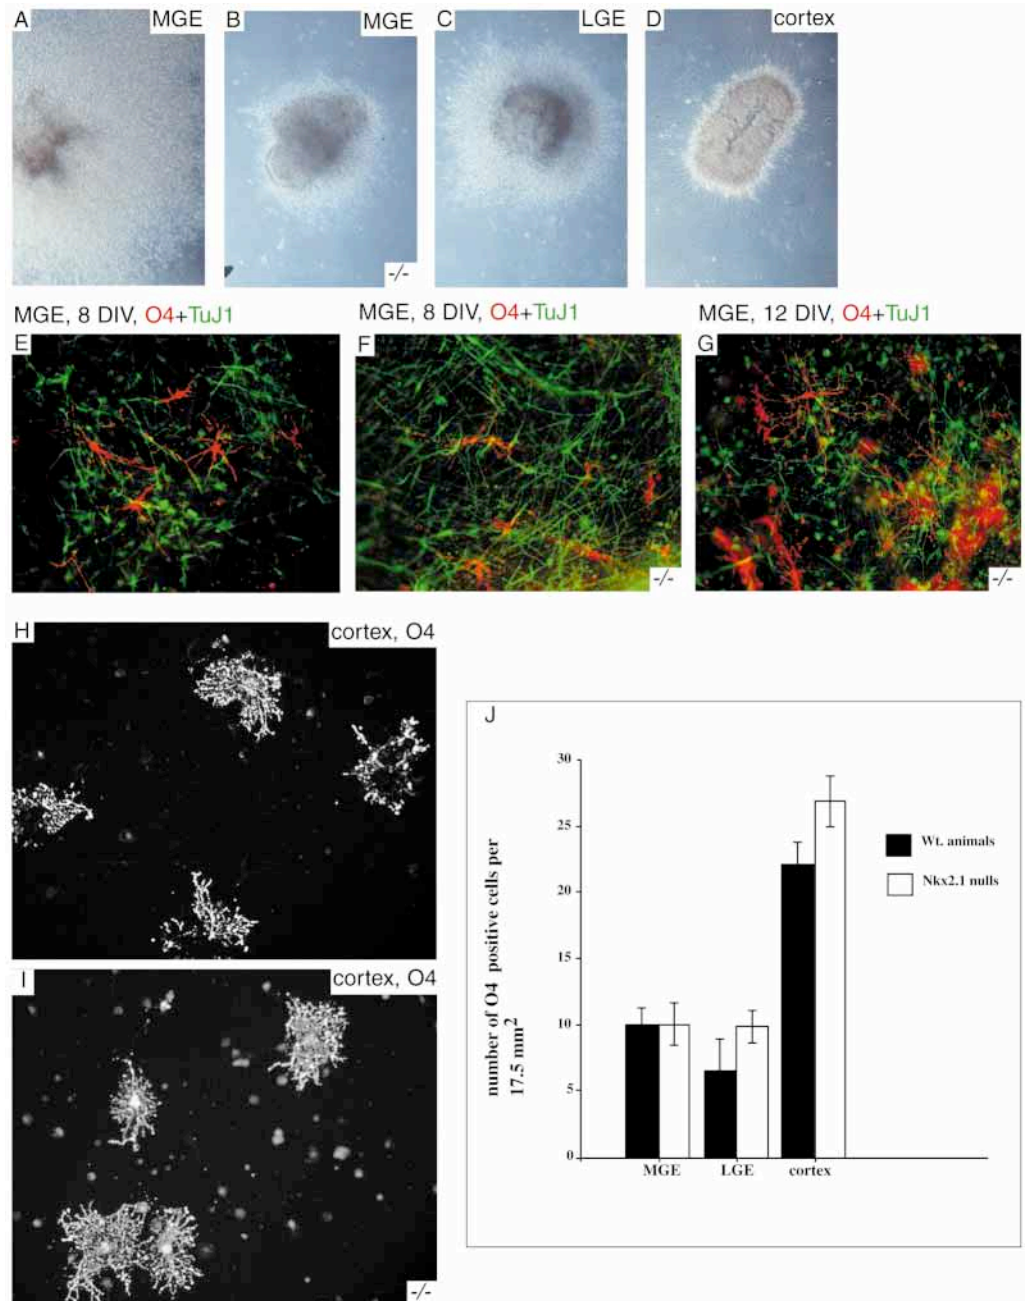 A MGE
B MGE
-/-
C LGE
D cortex
MGE, 8 DIV, O4+TuJ1
E
MGE, 8 DIV, O4+TuJ1
F
-/-
MGE, 12 DIV, O4+TuJ1
G
-/-
H cortex, O4
I cortex, O4
-/-
J
number of O4 positive cells per
17.5 mm²
30
25
20
15
10
5
0
MGE LGE cortex
Wt. animals
Nkx2.1 nulls